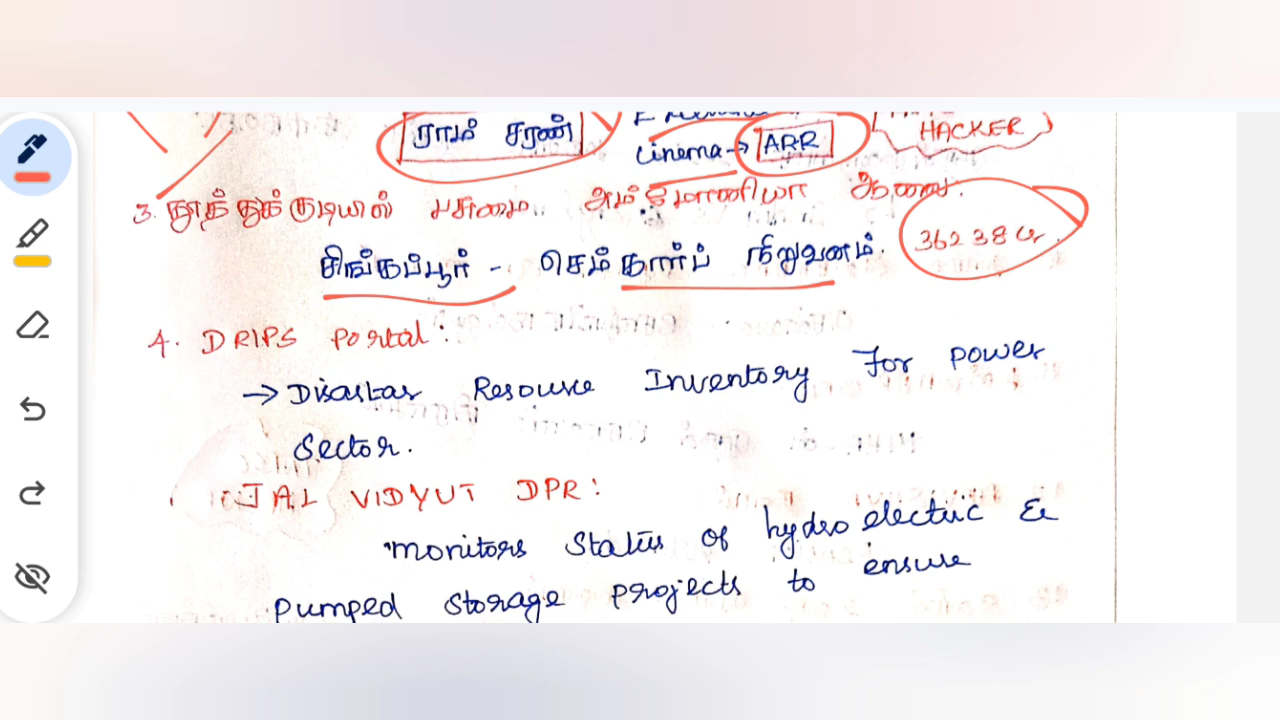 ராம் சரண்
Cinema → ARR
HACKER
3. தூத்துக்குடியில் பசுமை அம்மோனியா ஆலை.
சிங்கப்பூர் - செம்கார்ப் நிறுவனம். 36238 கோ
4. DRIPS Portal:
→ Disaster Resource Inventory For Power
Sector.
JAL VIDYUT DPR:
monitors status of hydro electric &
Pumped storage projects to ensure